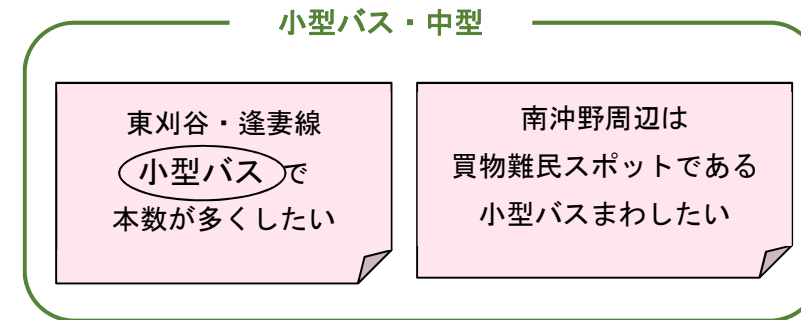 小型バス・中型
東刈谷・逢妻線
小型バスで
本数が多くしたい
南沖野周辺は
買物難民スポットである
小型バスまわしたい